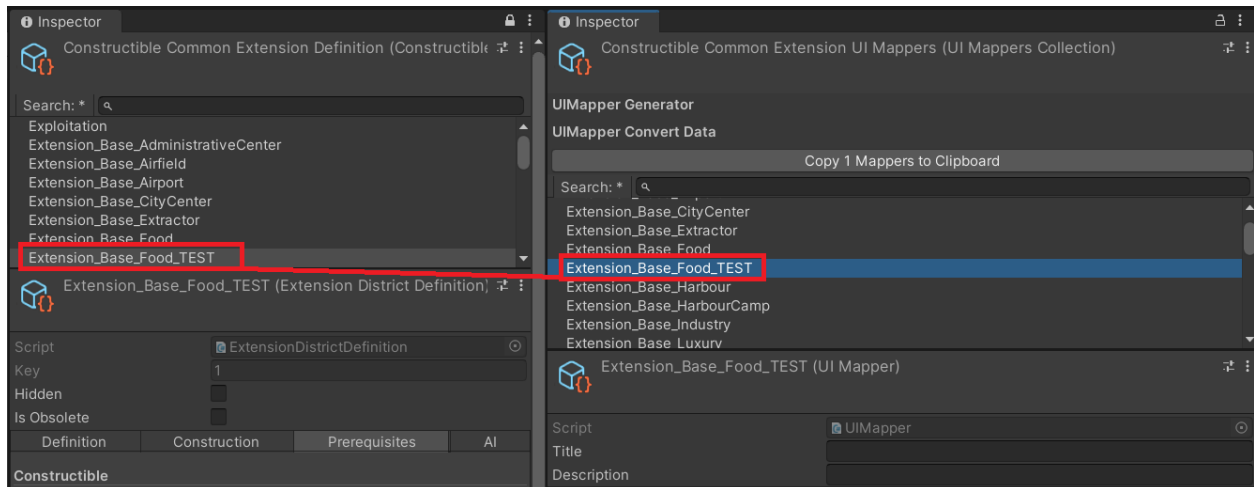 Inspector
Constructible Common Extension Definition (Constructible
Search: *
Exploitation
Extension_Base_AdministrativeCenter
Extension_Base_Airfield
Extension_Base_Airport
Extension_Base_CityCenter
Extension_Base_Extractor
Extension_Base_Food
Extension_Base_Food_TEST
Extension_Base_Food_TEST (Extension District Definition)
Script ExtensionDistrictDefinition
Key 1
Hidden
Is Obsolete
Definition Construction Prerequisites AI
Constructible
Inspector
Constructible Common Extension UI Mappers (UI Mappers Collection)
UIMapper Generator
UIMapper Convert Data
Copy 1 Mappers to Clipboard
Search: *
Extension_Base_CityCenter
Extension_Base_Extractor
Extension_Base_Food
Extension_Base_Food_TEST
Extension_Base_Harbour
Extension_Base_HarbourCamp
Extension_Base_Industry
Extension_Base_Luxury
Extension_Base_Food_TEST (UI Mapper)
Script UIMapper
Title
Description